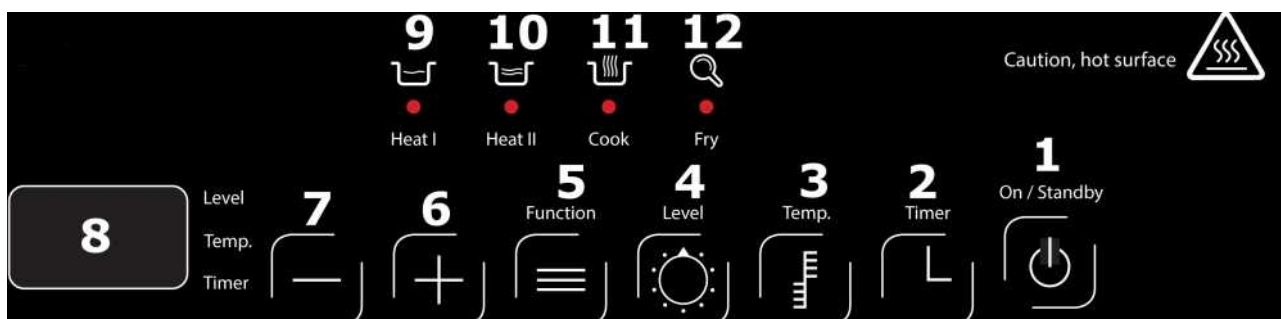 9 10 11 12
Caution, hot surface
Heat I Heat II Cook Fry
1
5 4 3 2
On / Standby
7 6
Level Function Level Temp. Timer
8
Temp.
Timer